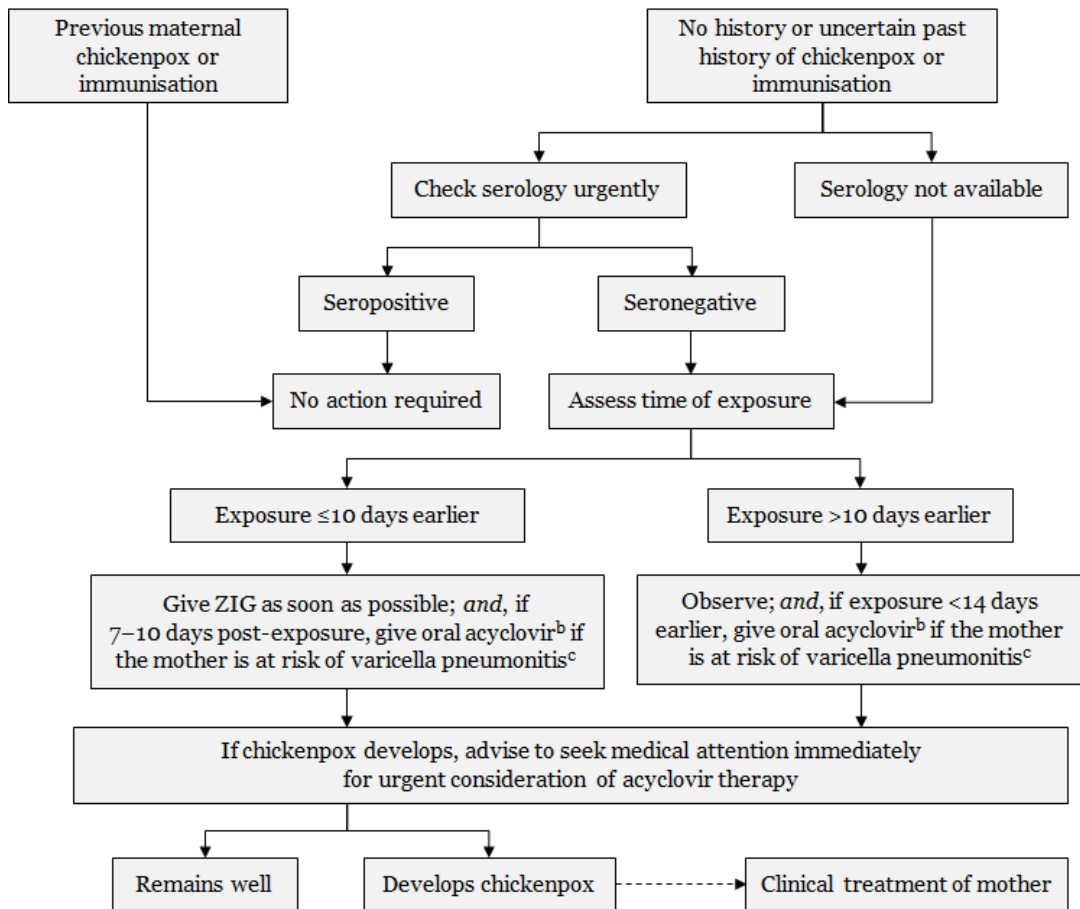 Previous maternal
chickenpox or
immunisation
No history or uncertain past
history of chickenpox or
immunisation
Check serology urgently
Serology not available
Seropositive
Seronegative
No action required
Assess time of exposure
Exposure ≤10 days earlier
Exposure >10 days earlier
Give ZIG as soon as possible; and, if
7–10 days post-exposure, give oral acyclovirᵇ if
the mother is at risk of varicella pneumonitisᶜ
Observe; and, if exposure <14 days
earlier, give oral acyclovirᵇ if the mother
is at risk of varicella pneumonitisᶜ
If chickenpox develops, advise to seek medical attention immediately
for urgent consideration of acyclovir therapy
Remains well
Develops chickenpox
Clinical treatment of mother